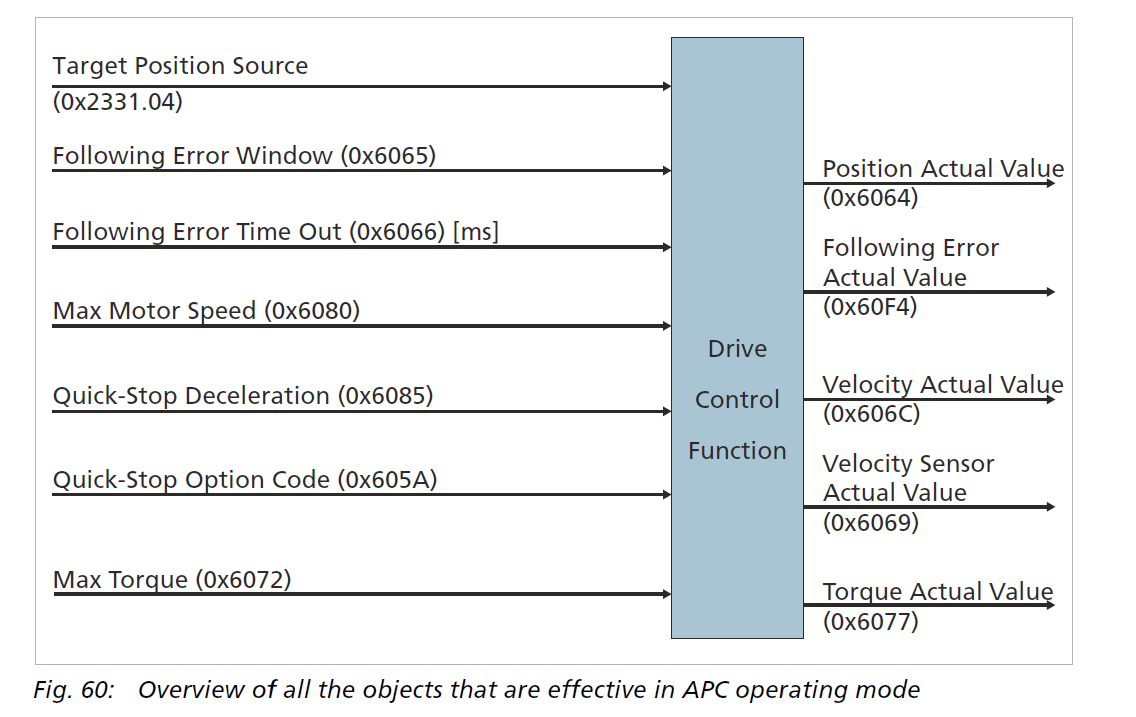 Target Position Source
(0x2331.04)
Following Error Window (0x6065)
Following Error Time Out (0x6066) [ms]
Max Motor Speed (0x6080)
Quick-Stop Deceleration (0x6085)
Quick-Stop Option Code (0x605A)
Max Torque (0x6072)
Drive
Control
Function
Position Actual Value
(0x6064)
Following Error
Actual Value
(0x60F4)
Velocity Actual Value
(0x606C)
Velocity Sensor
Actual Value
(0x6069)
Torque Actual Value
(0x6077)
Fig. 60: Overview of all the objects that are effective in APC operating mode